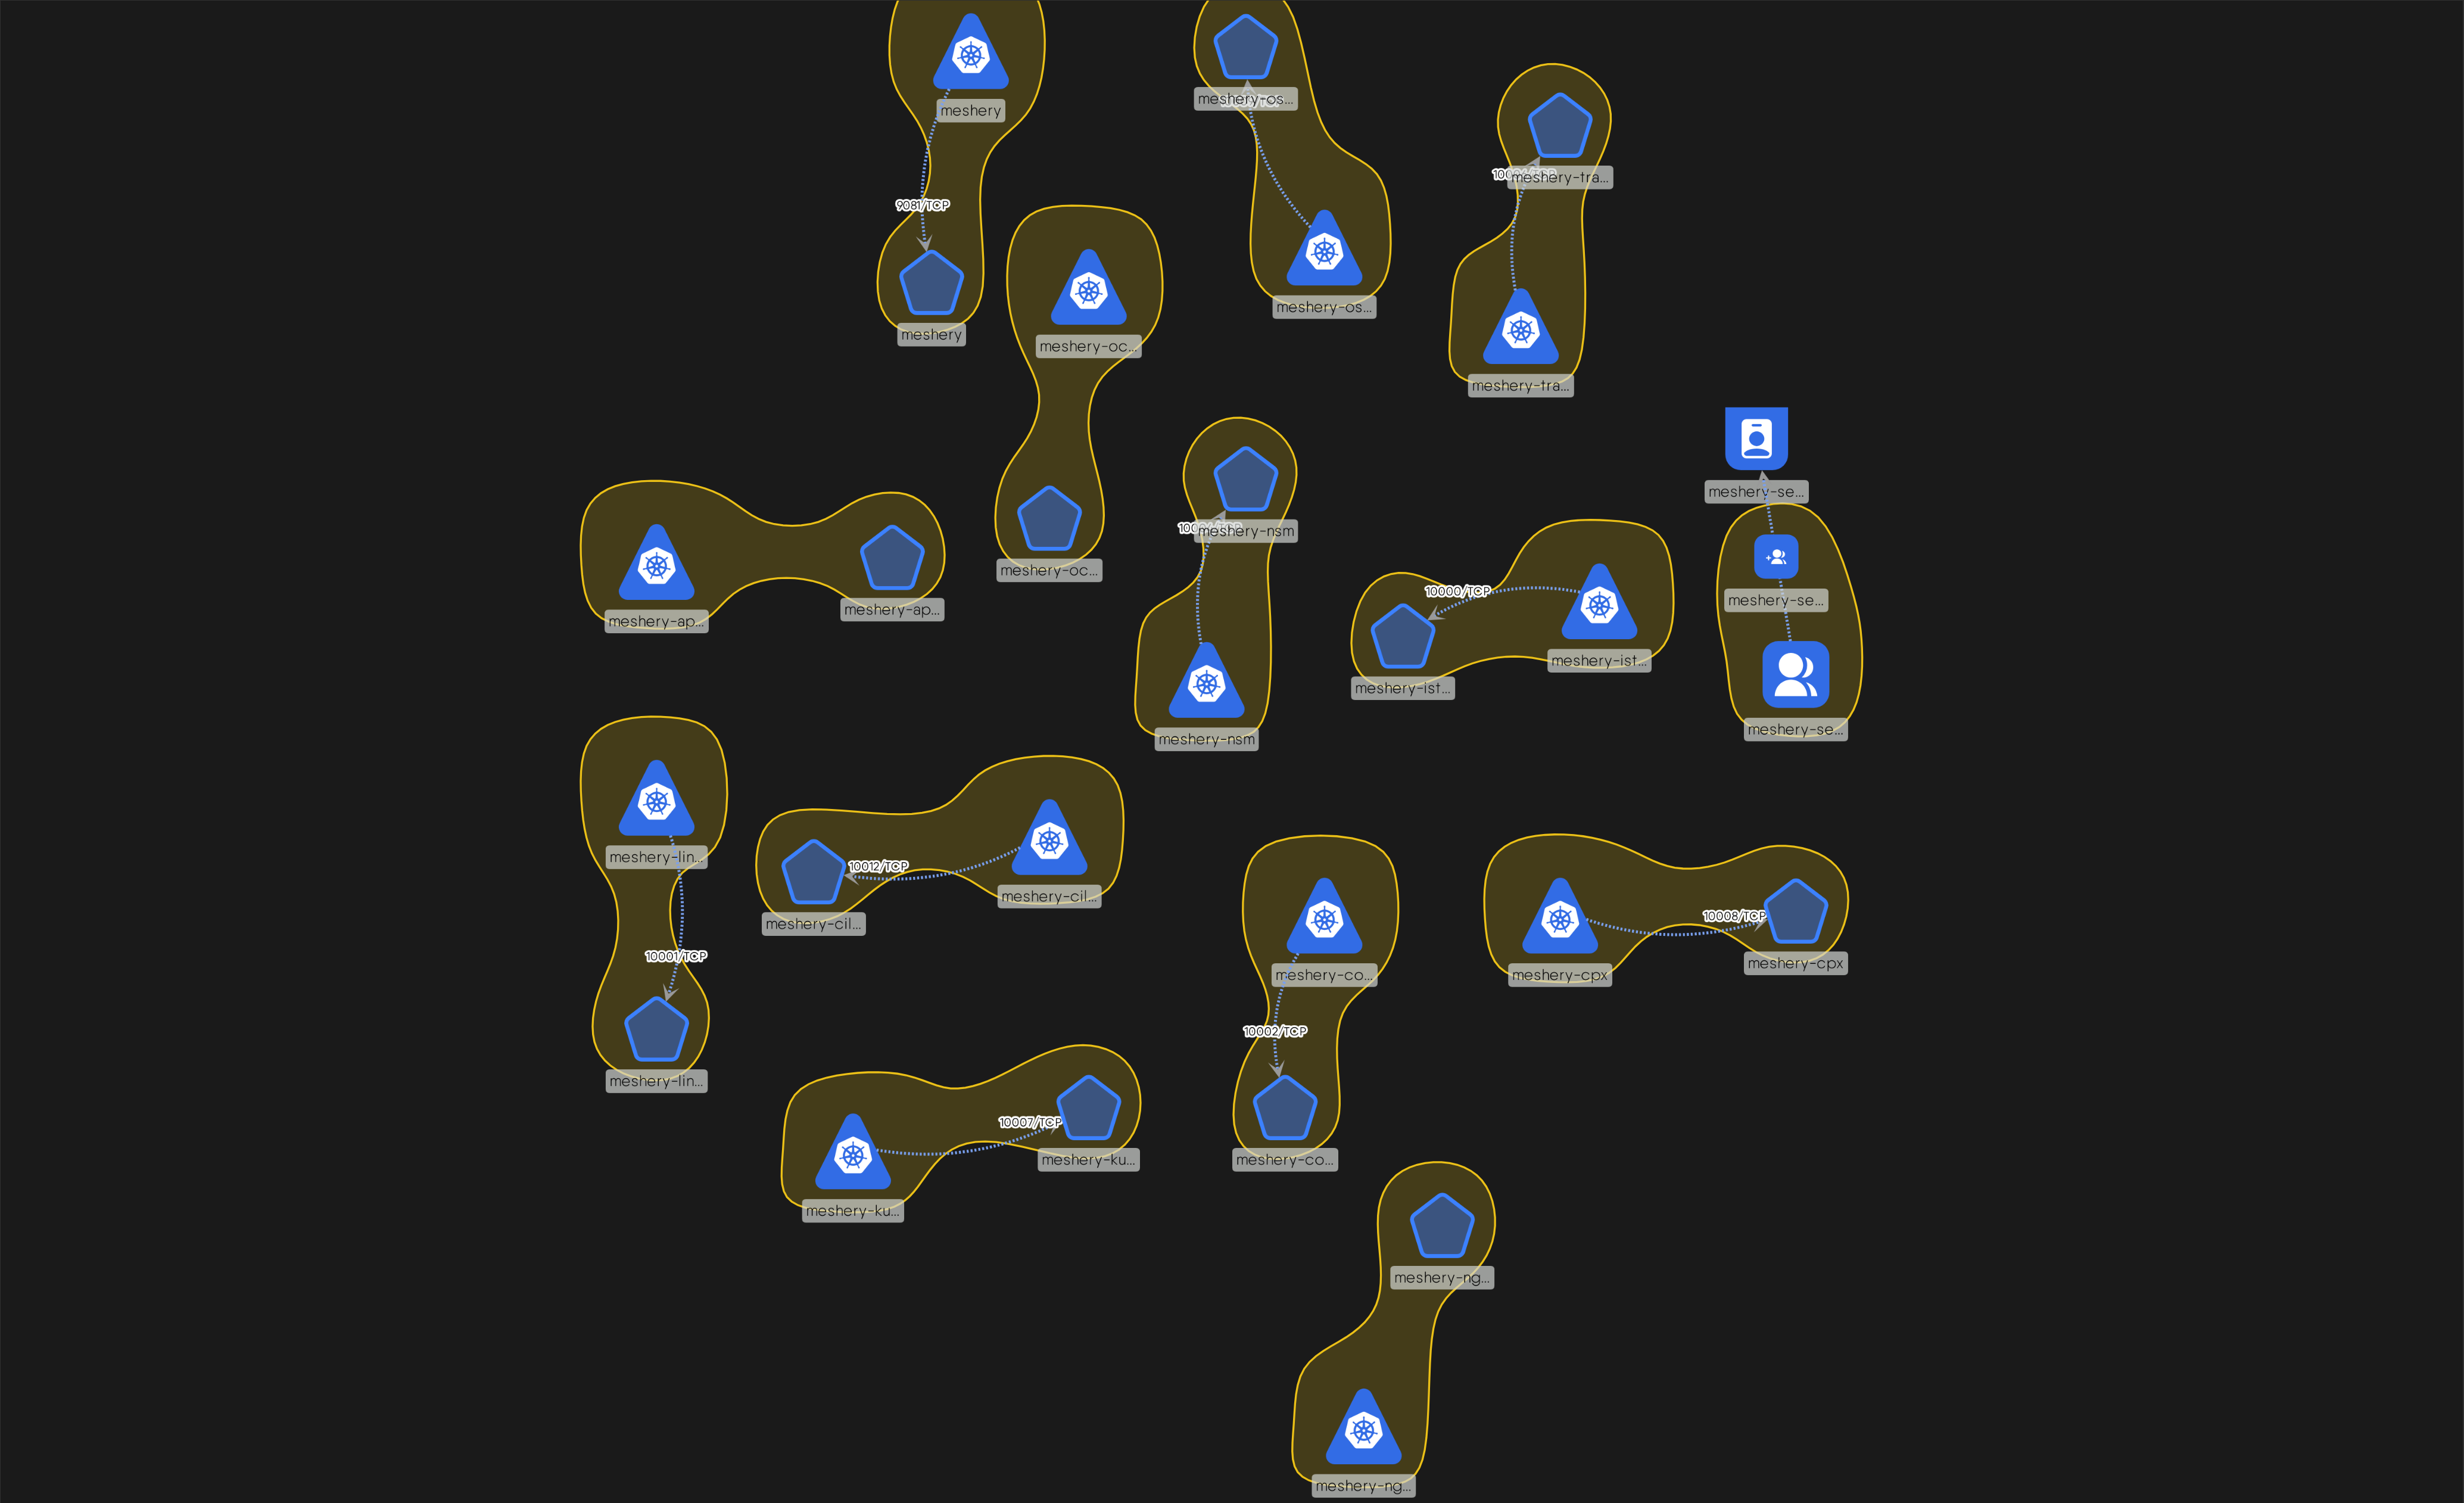 meshery
9081/TCP
meshery
meshery-os...
meshery-os...
meshery-tra...
meshery-tra...
meshery-oc...
meshery-oc...
meshery-ap...
meshery-ap...
meshery-nsm
meshery-nsm
10000/TCP
meshery-ist...
meshery-ist...
meshery-se...
meshery-se...
meshery-se...
meshery-lin...
10001/TCP
meshery-lin...
10012/TCP
meshery-cil...
meshery-cil...
meshery-co...
10002/TCP
meshery-co...
10008/TCP
meshery-cpx
meshery-cpx
10007/TCP
meshery-ku...
meshery-ku...
meshery-ng...
meshery-ng...